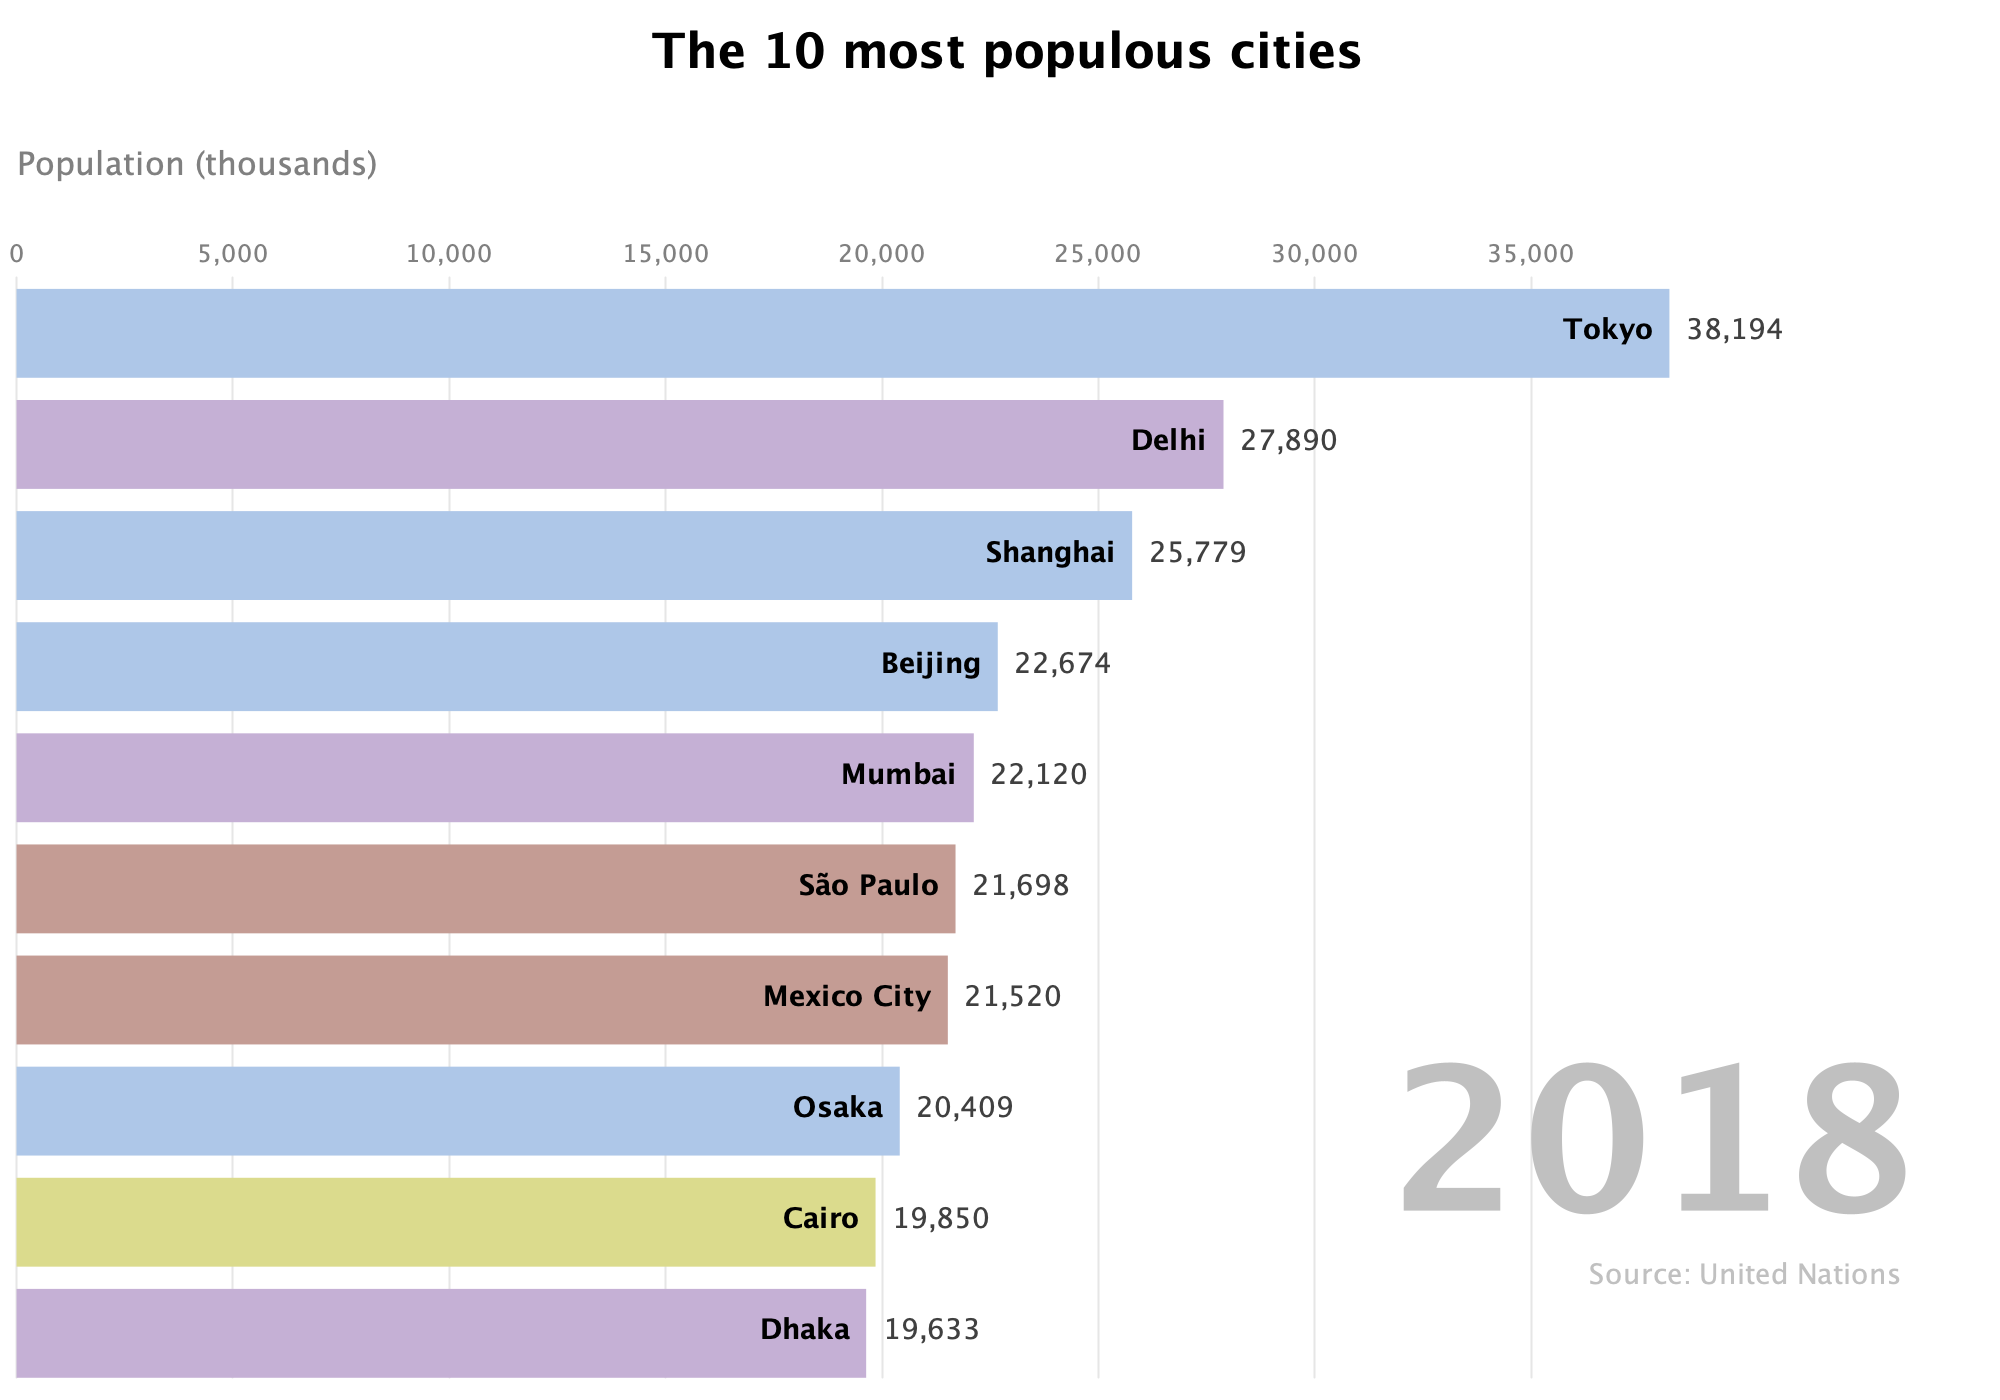 The 10 most populous cities
Population (thousands)
0 5,000 10,000 15,000 20,000 25,000 30,000 35,000
Tokyo 38,194
Delhi 27,890
Shanghai 25,779
Beijing 22,674
Mumbai 22,120
São Paulo 21,698
Mexico City 21,520
Osaka 20,409
Cairo 19,850
Dhaka 19,633
2018
Source: United Nations